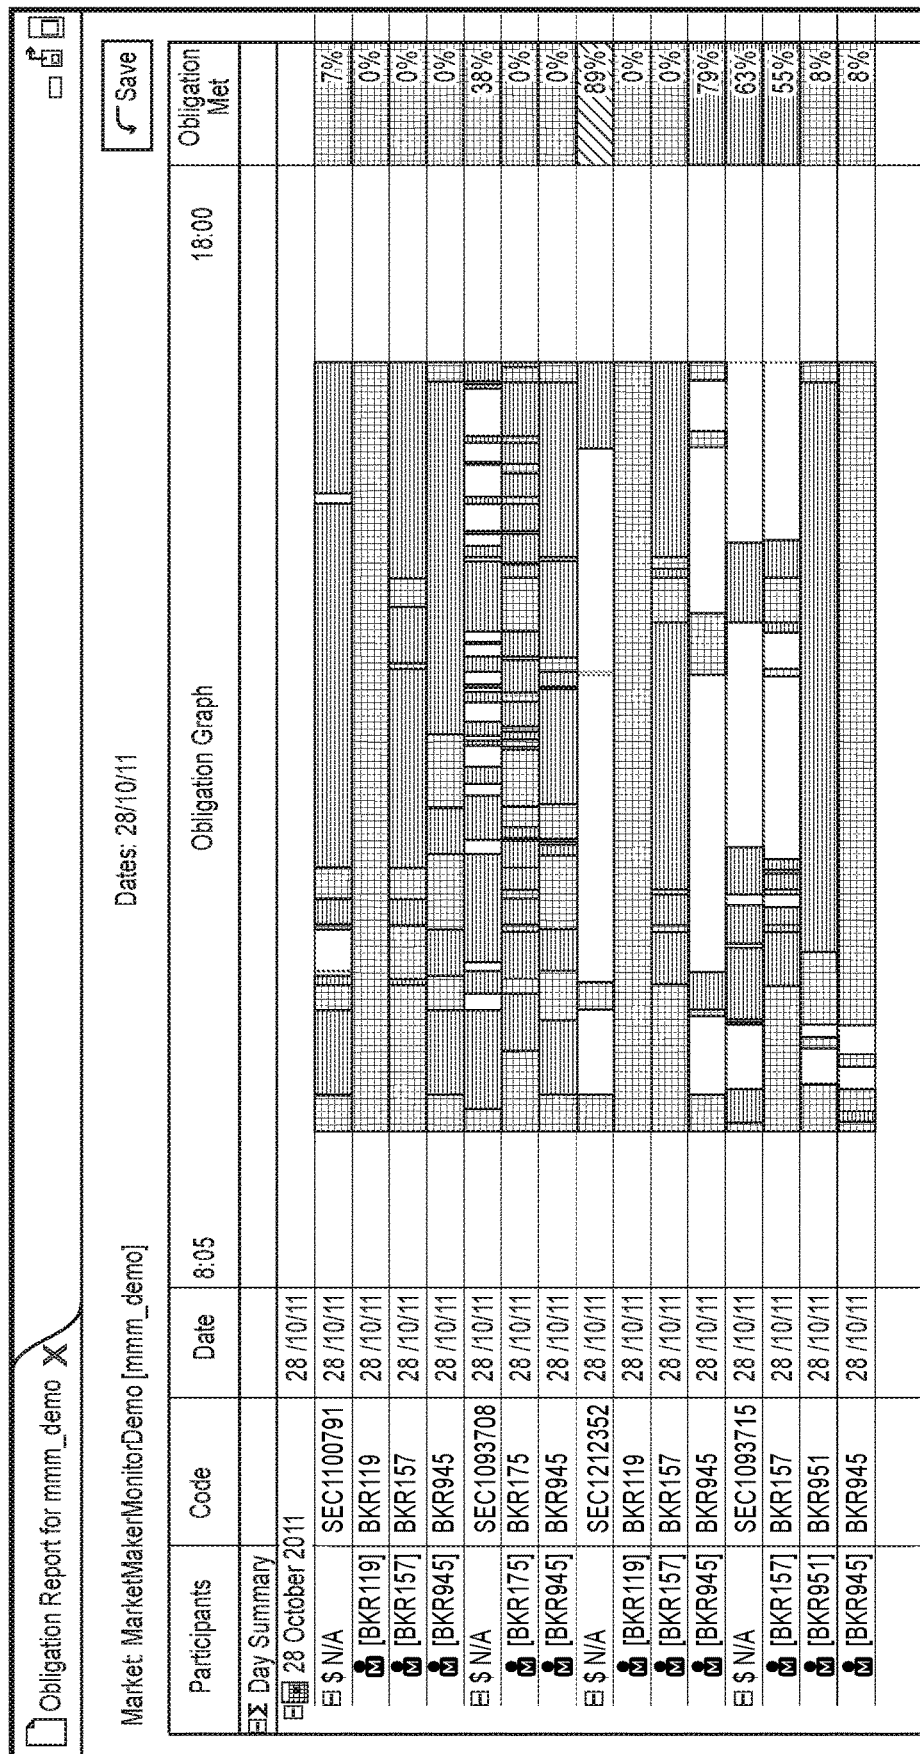 Obligation Report for mmm_demo X
Market: MarketMakerMonitorDemo [mmm_demo]
Dates: 28/10/11
Save
Participants Code Date 8:05 Obligation Graph 18:00 Obligation Met
Σ Day Summary
28 October 2011 28 /10/11
$ N/A SEC1100791 28 /10/11 7%
M [BKR119] BKR119 28 /10/11 0%
M [BKR157] BKR157 28 /10/11 0%
M [BKR945] BKR945 28 /10/11 0%
$ N/A SEC1093708 28 /10/11 38%
M [BKR175] BKR175 28 /10/11 0%
M [BKR945] BKR945 28 /10/11 0%
$ N/A SEC1212352 28 /10/11 89%
M [BKR119] BKR119 28 /10/11 0%
M [BKR157] BKR157 28 /10/11 0%
M [BKR945] BKR945 28 /10/11 79%
$ N/A SEC1093715 28 /10/11 63%
M [BKR157] BKR157 28 /10/11 55%
M [BKR951] BKR951 28 /10/11 8%
M [BKR945] BKR945 28 /10/11 8%